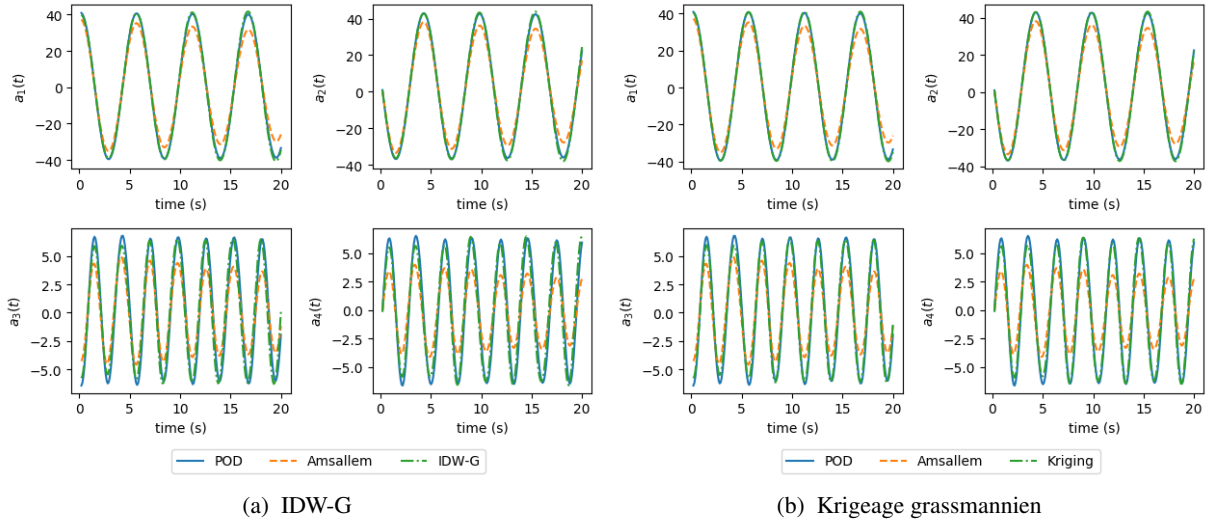 40
20
0
−20
−40
a1(t)
0 5 10 15 20
time (s)
40
20
0
−20
−40
a2(t)
0 5 10 15 20
time (s)
5.0
2.5
0.0
−2.5
−5.0
a3(t)
0 5 10 15 20
time (s)
5.0
2.5
0.0
−2.5
−5.0
a4(t)
0 5 10 15 20
time (s)
POD Amsallem IDW-G
(a) IDW-G
40
20
0
−20
−40
a1(t)
0 5 10 15 20
time (s)
40
20
0
−20
−40
a2(t)
0 5 10 15 20
time (s)
5.0
2.5
0.0
−2.5
−5.0
a3(t)
0 5 10 15 20
time (s)
5.0
2.5
0.0
−2.5
−5.0
a4(t)
0 5 10 15 20
time (s)
POD Amsallem Kriging
(b) Krigeage grassmannien